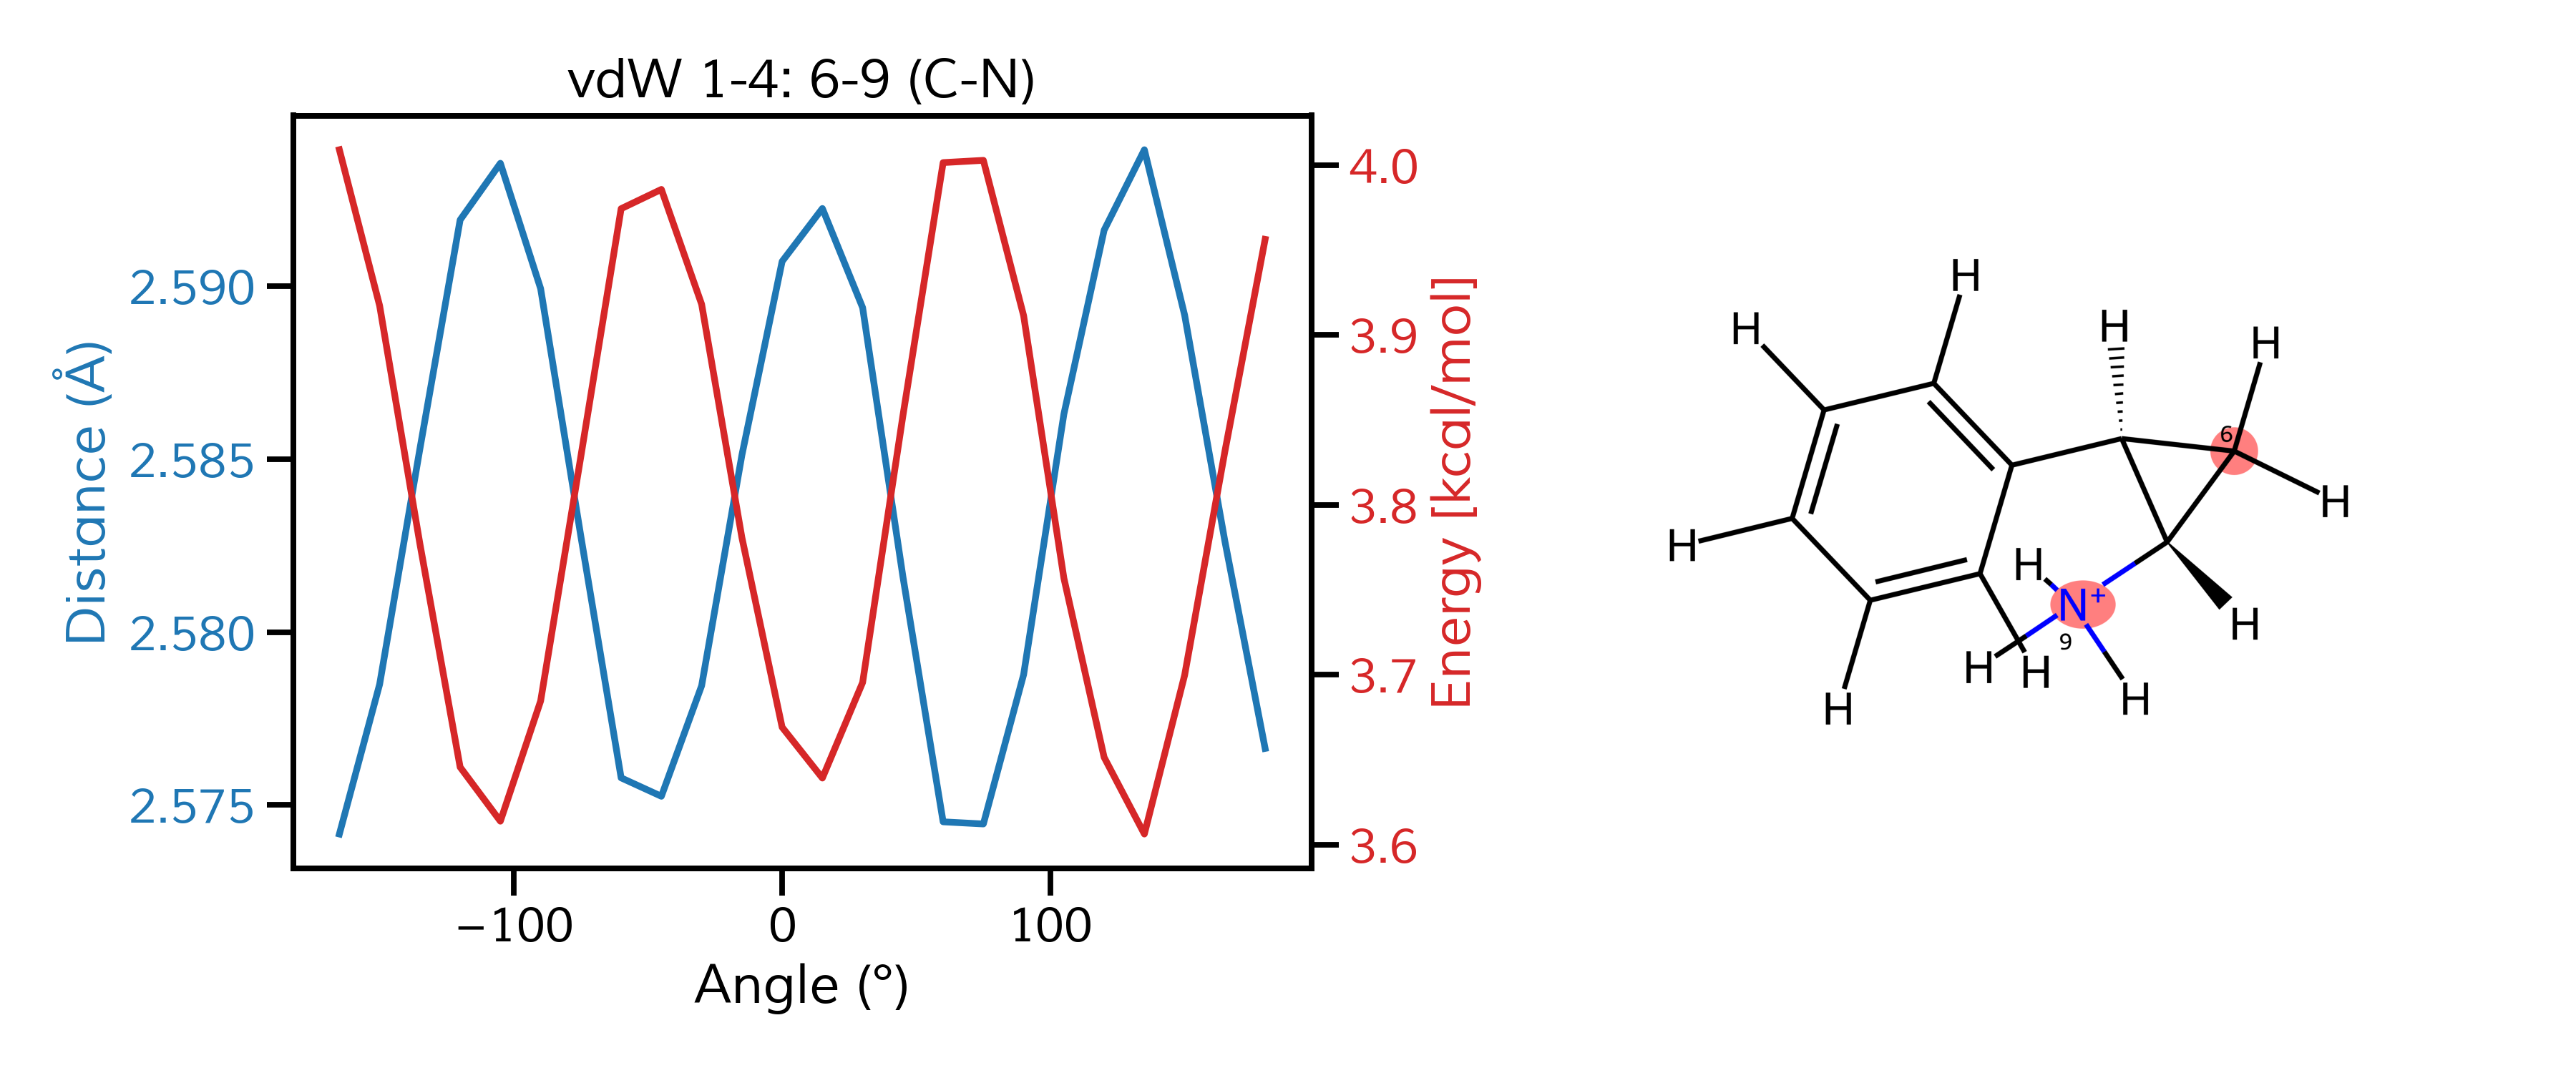 vdW 1-4: 6-9 (C-N)
Distance (Å)
2.590
2.585
2.580
2.575
4.0
3.9
3.8
3.7
3.6
Energy [kcal/mol]
−100 0 100
Angle (°)
H
H
H
H
6
H
H
H
N+
H
9
H
H
H
H